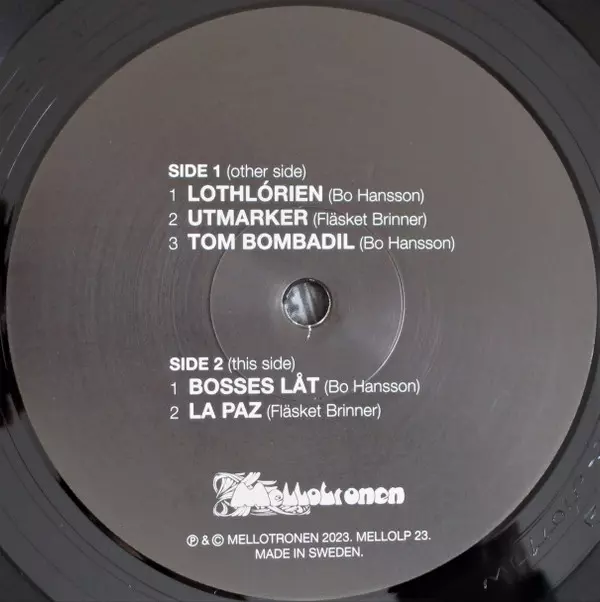 SIDE 1 (other side)
1 LOTHLÓRIEN (Bo Hansson)
2 UTMARKER (Fläsket Brinner)
3 TOM BOMBADIL (Bo Hansson)
SIDE 2 (this side)
1 BOSSES LÅT (Bo Hansson)
2 LA PAZ (Fläsket Brinner)
Mellotronen
℗ & © MELLOTRONEN 2023. MELLOLP 23.
MADE IN SWEDEN.